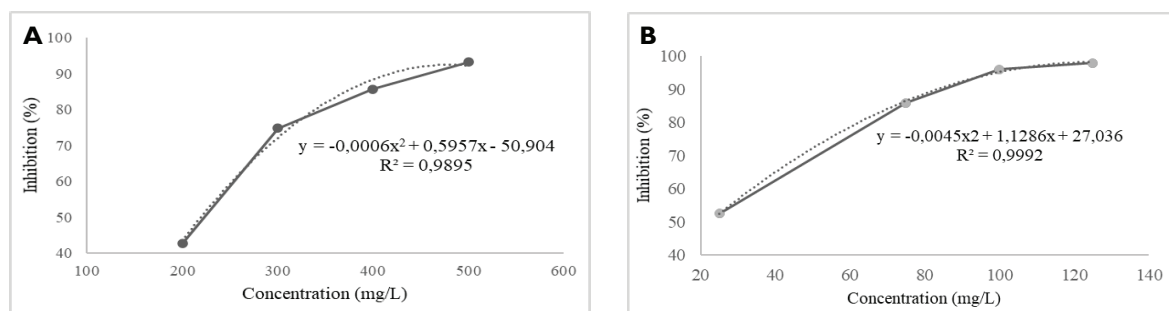 A
100
90
80
70
60
50
40
Inhibition (%)
y = -0,0006x² + 0,5957x - 50,904
R² = 0,9895
100 200 300 400 500 600
Concentration (mg/L)
B
100
90
80
70
60
50
40
Inhibition (%)
y = -0,0045x2 + 1,1286x + 27,036
R² = 0,9992
20 40 60 80 100 120 140
Concentration (mg/L)